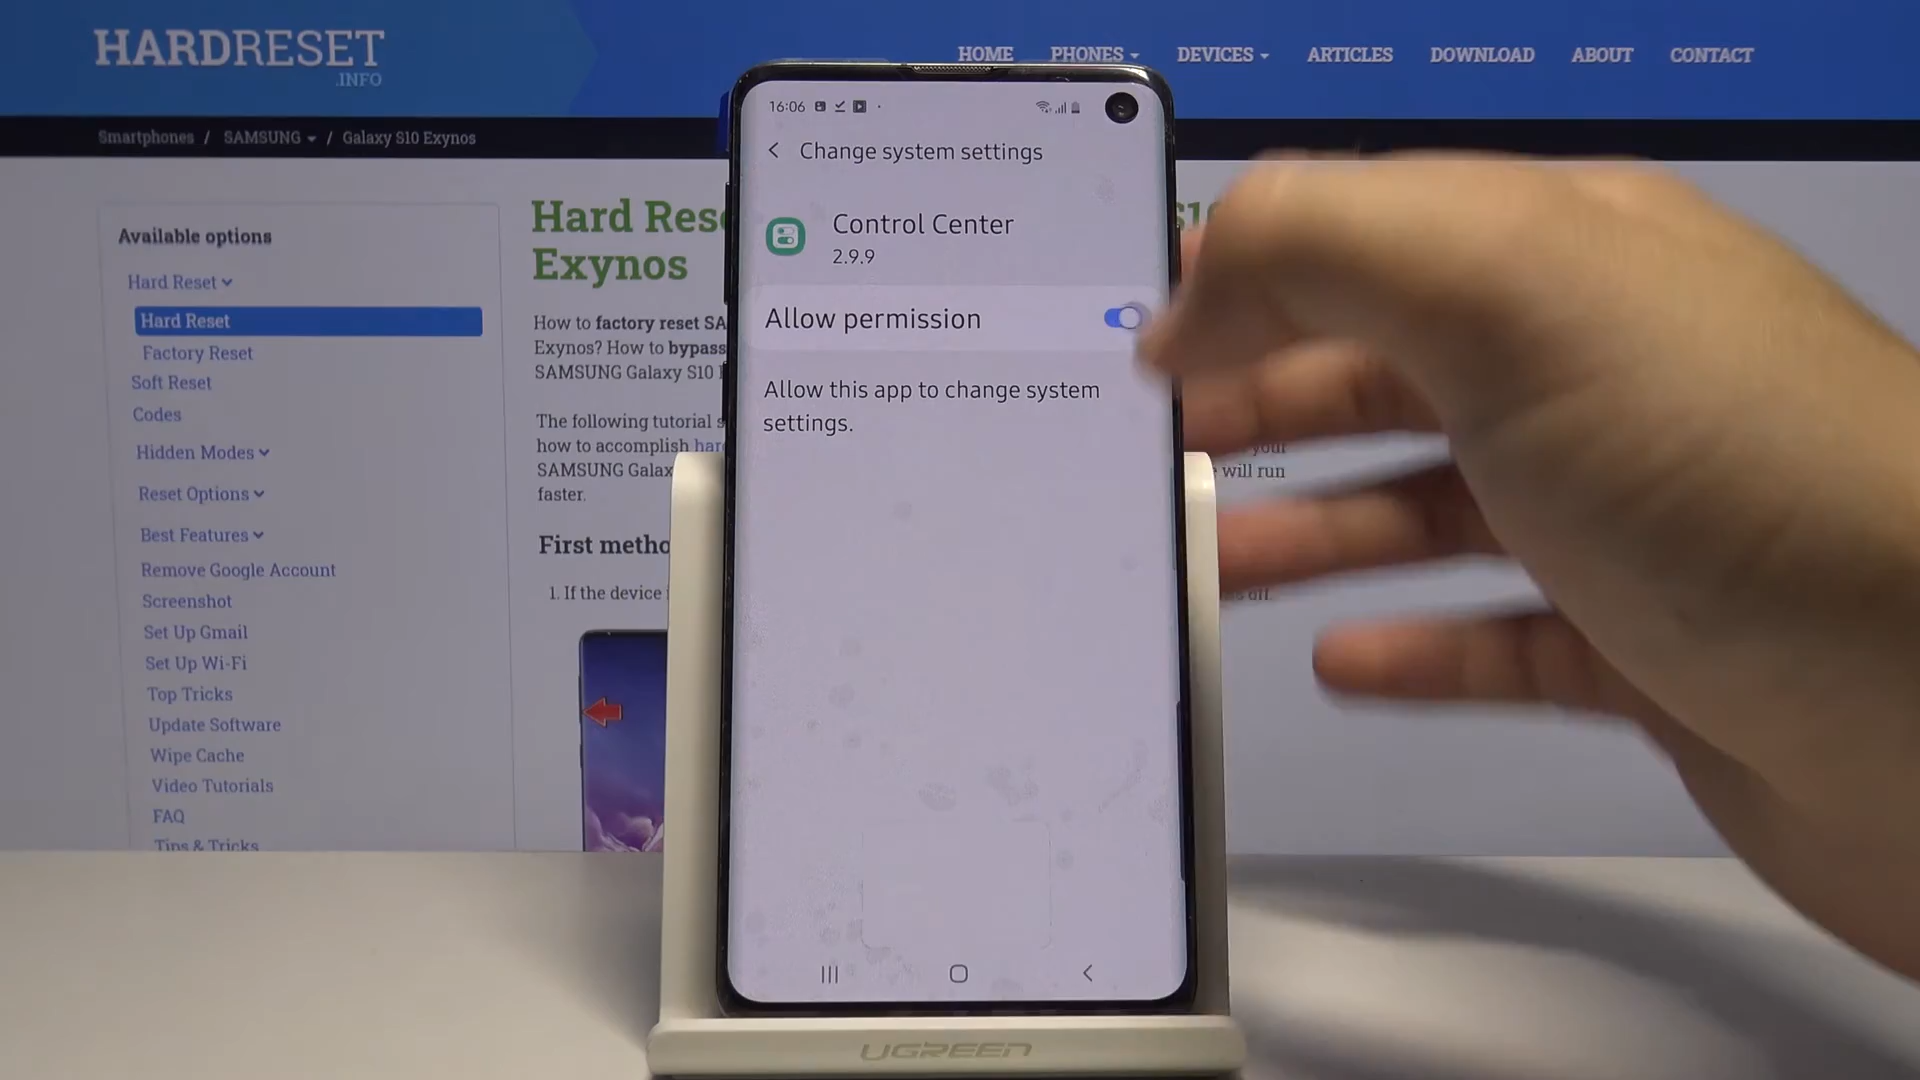 HARDRESET
.INFO
HOME PHONES DEVICES ARTICLES DOWNLOAD ABOUT CONTACT
Smartphones / SAMSUNG / Galaxy S10 Exynos
Available options
Hard Reset
Hard Reset
Factory Reset
Soft Reset
Codes
Hidden Modes
Reset Options
Best Features
Remove Google Account
Screenshot
Set Up Gmail
Set Up Wi-Fi
Top Tricks
Update Software
Wipe Cache
Video Tutorials
FAQ
Tips & Tricks
Hard
Exynos
How to factory reset
Exynos? How to bypass
SAMSUNG Galaxy S10
The following tutorial
how to accomplish your
SAMSUNG will run
faster.
First
1. If the device off.
16:06
Change system settings
Control Center
2.9.9
Allow permission
Allow this app to change system
settings.
UGREEN